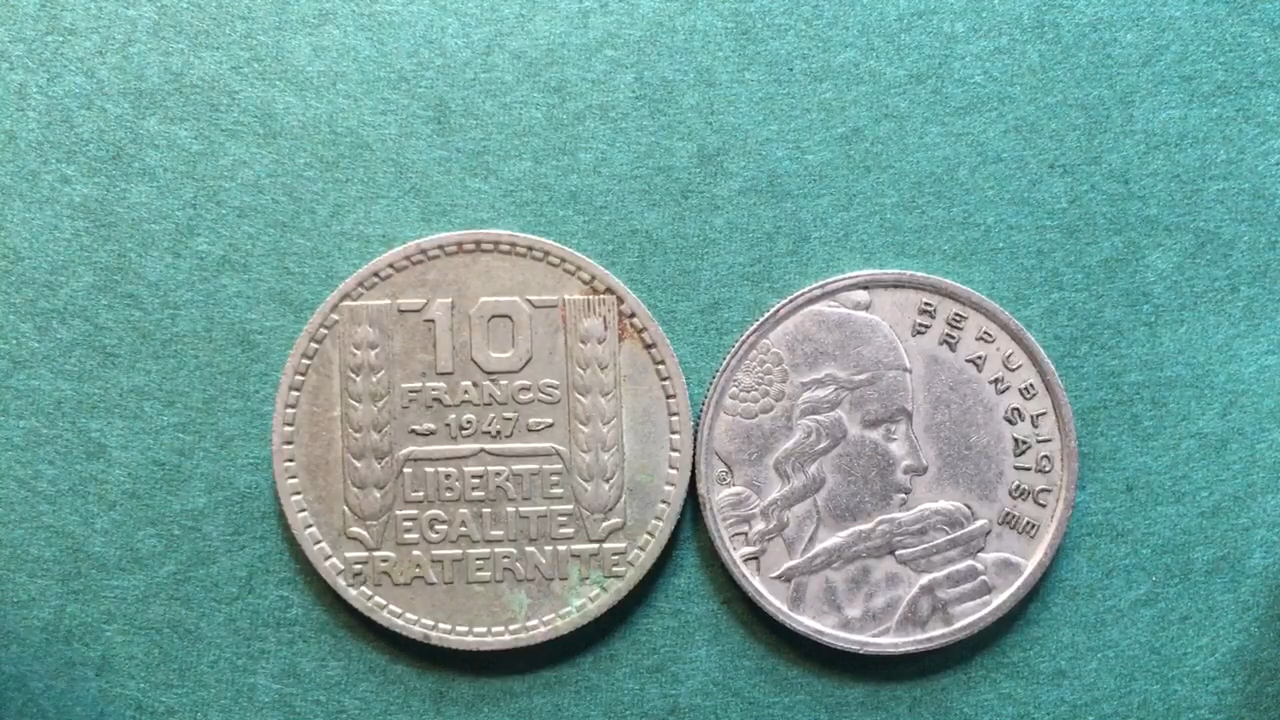 10
FRANCS
1947
LIBERTE
EGALITE
FRATERNITE
REPUBLIQUE
FRANÇAISE